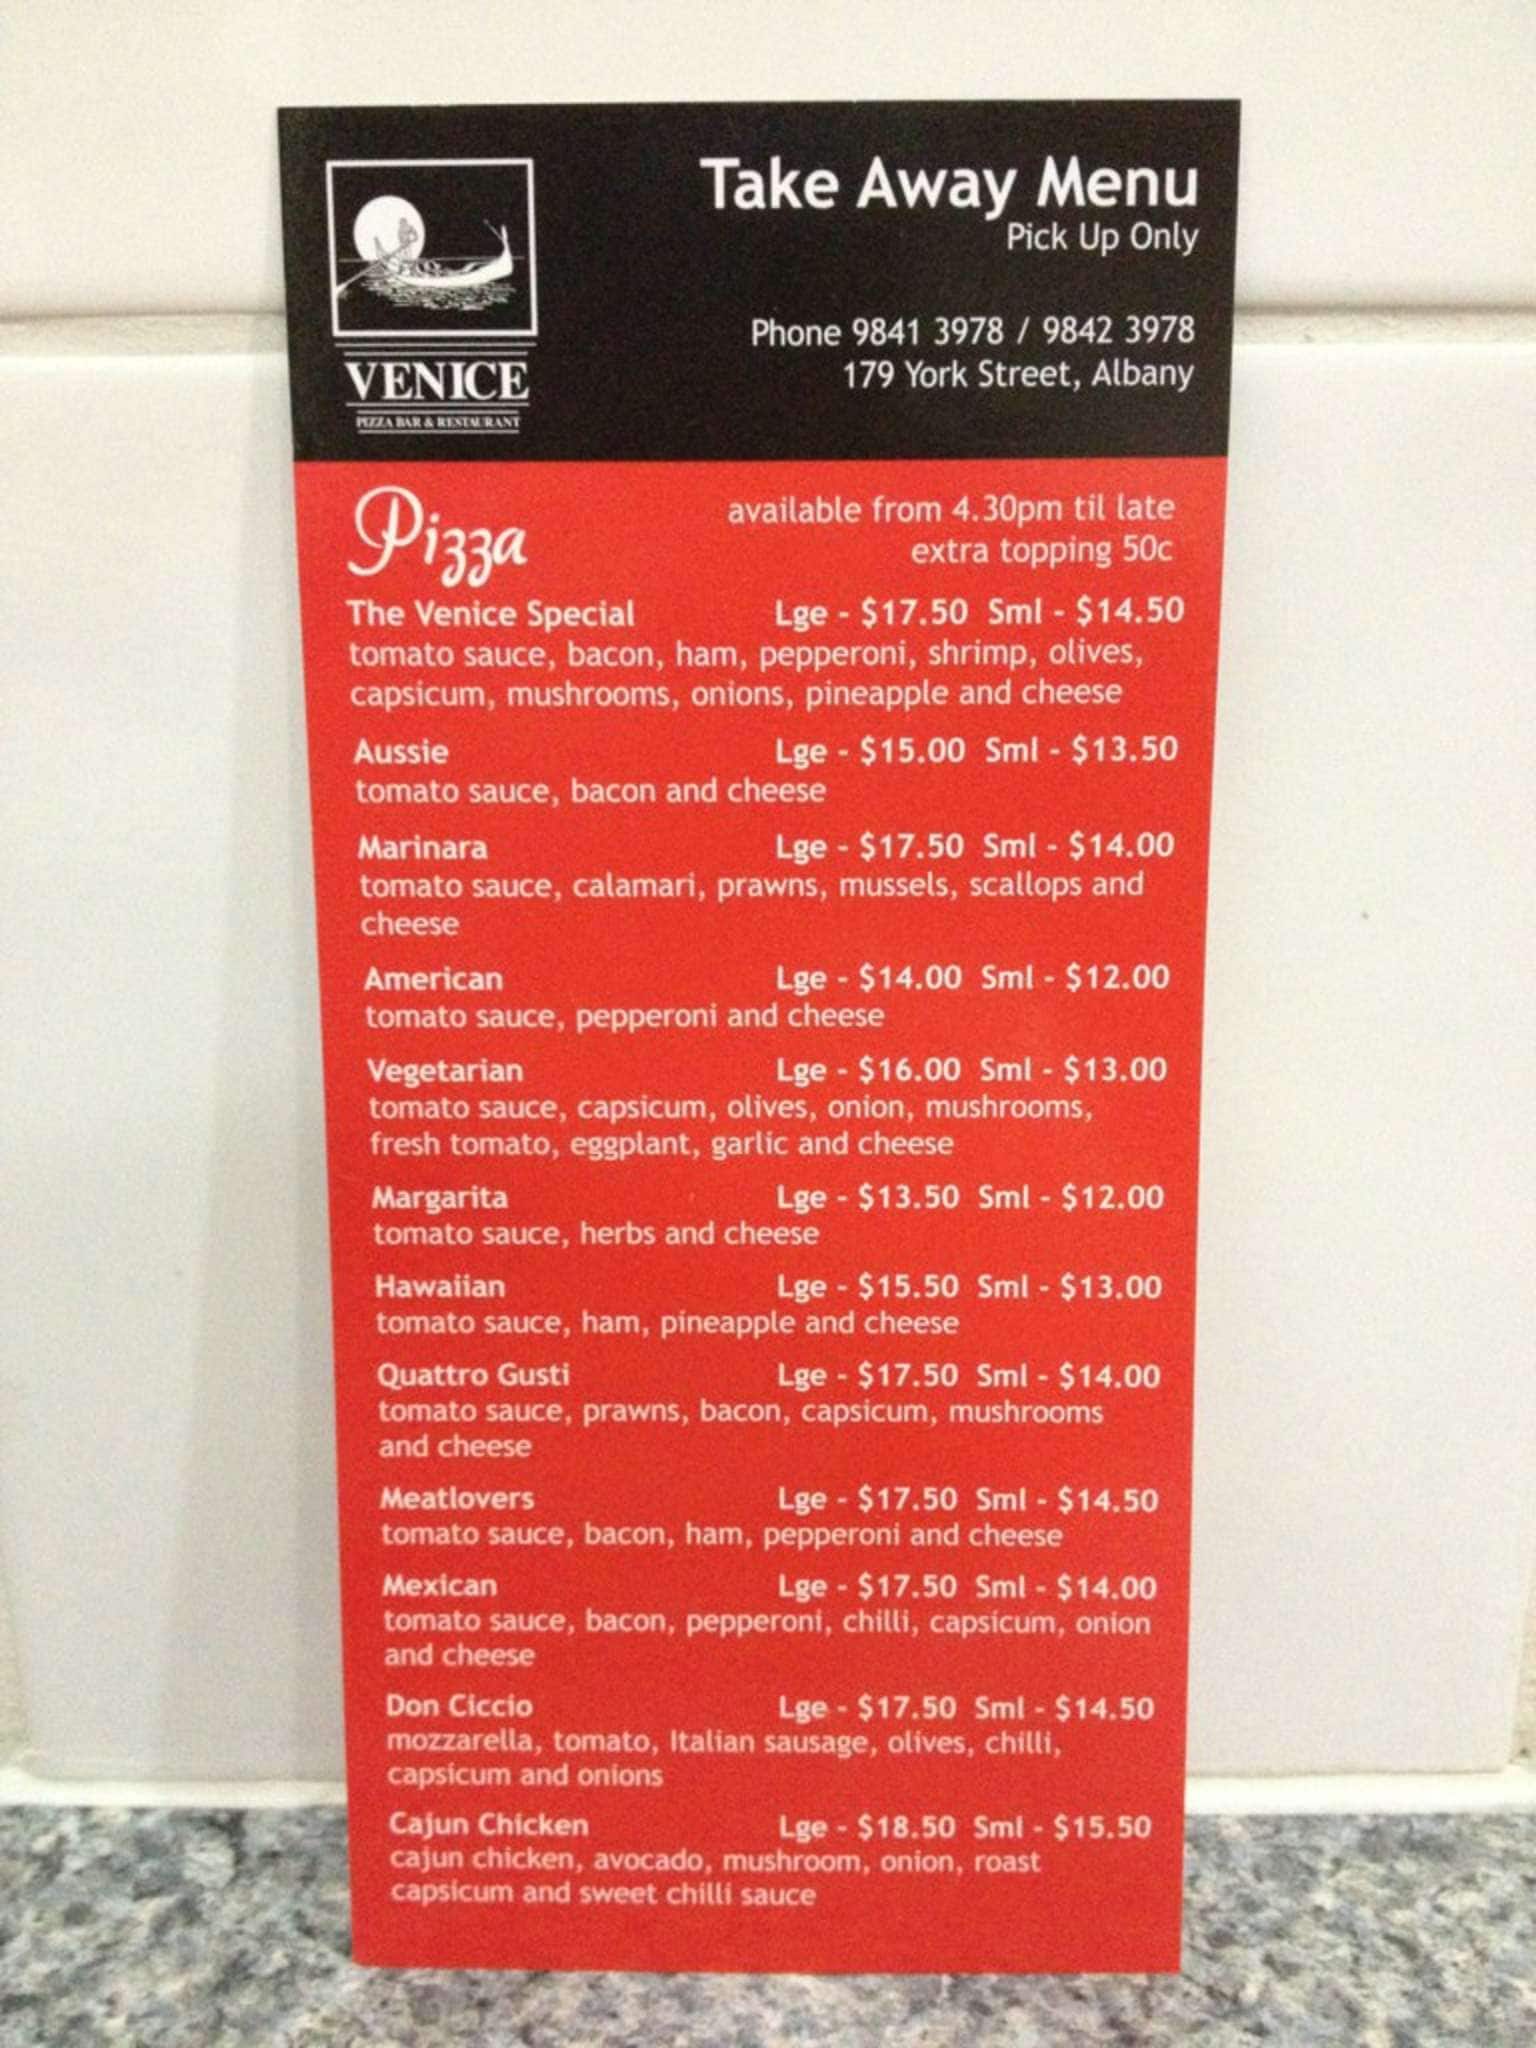 Take Away Menu
Pick Up Only
Phone 9841 3978 / 9842 3978
179 York Street, Albany
VENICE
PIZZA BAR & RESTAURANT
Pizza
available from 4.30pm til late
extra topping 50c
The Venice Special Lge - $17.50 Sml - $14.50
tomato sauce, bacon, ham, pepperoni, shrimp, olives,
capsicum, mushrooms, onions, pineapple and cheese
Aussie Lge - $15.00 Sml - $13.50
tomato sauce, bacon and cheese
Marinara Lge - $17.50 Sml - $14.00
tomato sauce, calamari, prawns, mussels, scallops and
cheese
American Lge - $14.00 Sml - $12.00
tomato sauce, pepperoni and cheese
Vegetarian Lge - $16.00 Sml - $13.00
tomato sauce, capsicum, olives, onion, mushrooms,
fresh tomato, eggplant, garlic and cheese
Margarita Lge - $13.50 Sml - $12.00
tomato sauce, herbs and cheese
Hawaiian Lge - $15.50 Sml - $13.00
tomato sauce, ham, pineapple and cheese
Quattro Gusti Lge - $17.50 Sml - $14.00
tomato sauce, prawns, bacon, capsicum, mushrooms
and cheese
Meatlovers Lge - $17.50 Sml - $14.50
tomato sauce, bacon, ham, pepperoni and cheese
Mexican Lge - $17.50 Sml - $14.00
tomato sauce, bacon, pepperoni, chilli, capsicum, onion
and cheese
Don Ciccio Lge - $17.50 Sml - $14.50
mozzarella, tomato, Italian sausage, olives, chilli,
capsicum and onions
Cajun Chicken Lge - $18.50 Sml - $15.50
cajun chicken, avocado, mushroom, onion, roast
capsicum and sweet chilli sauce